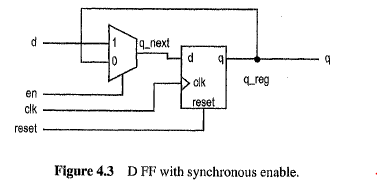 d
1
0
q_next
d
q
q
clk
q_reg
en
clk
reset
reset
Figure 4.3 D FF with synchronous enable.